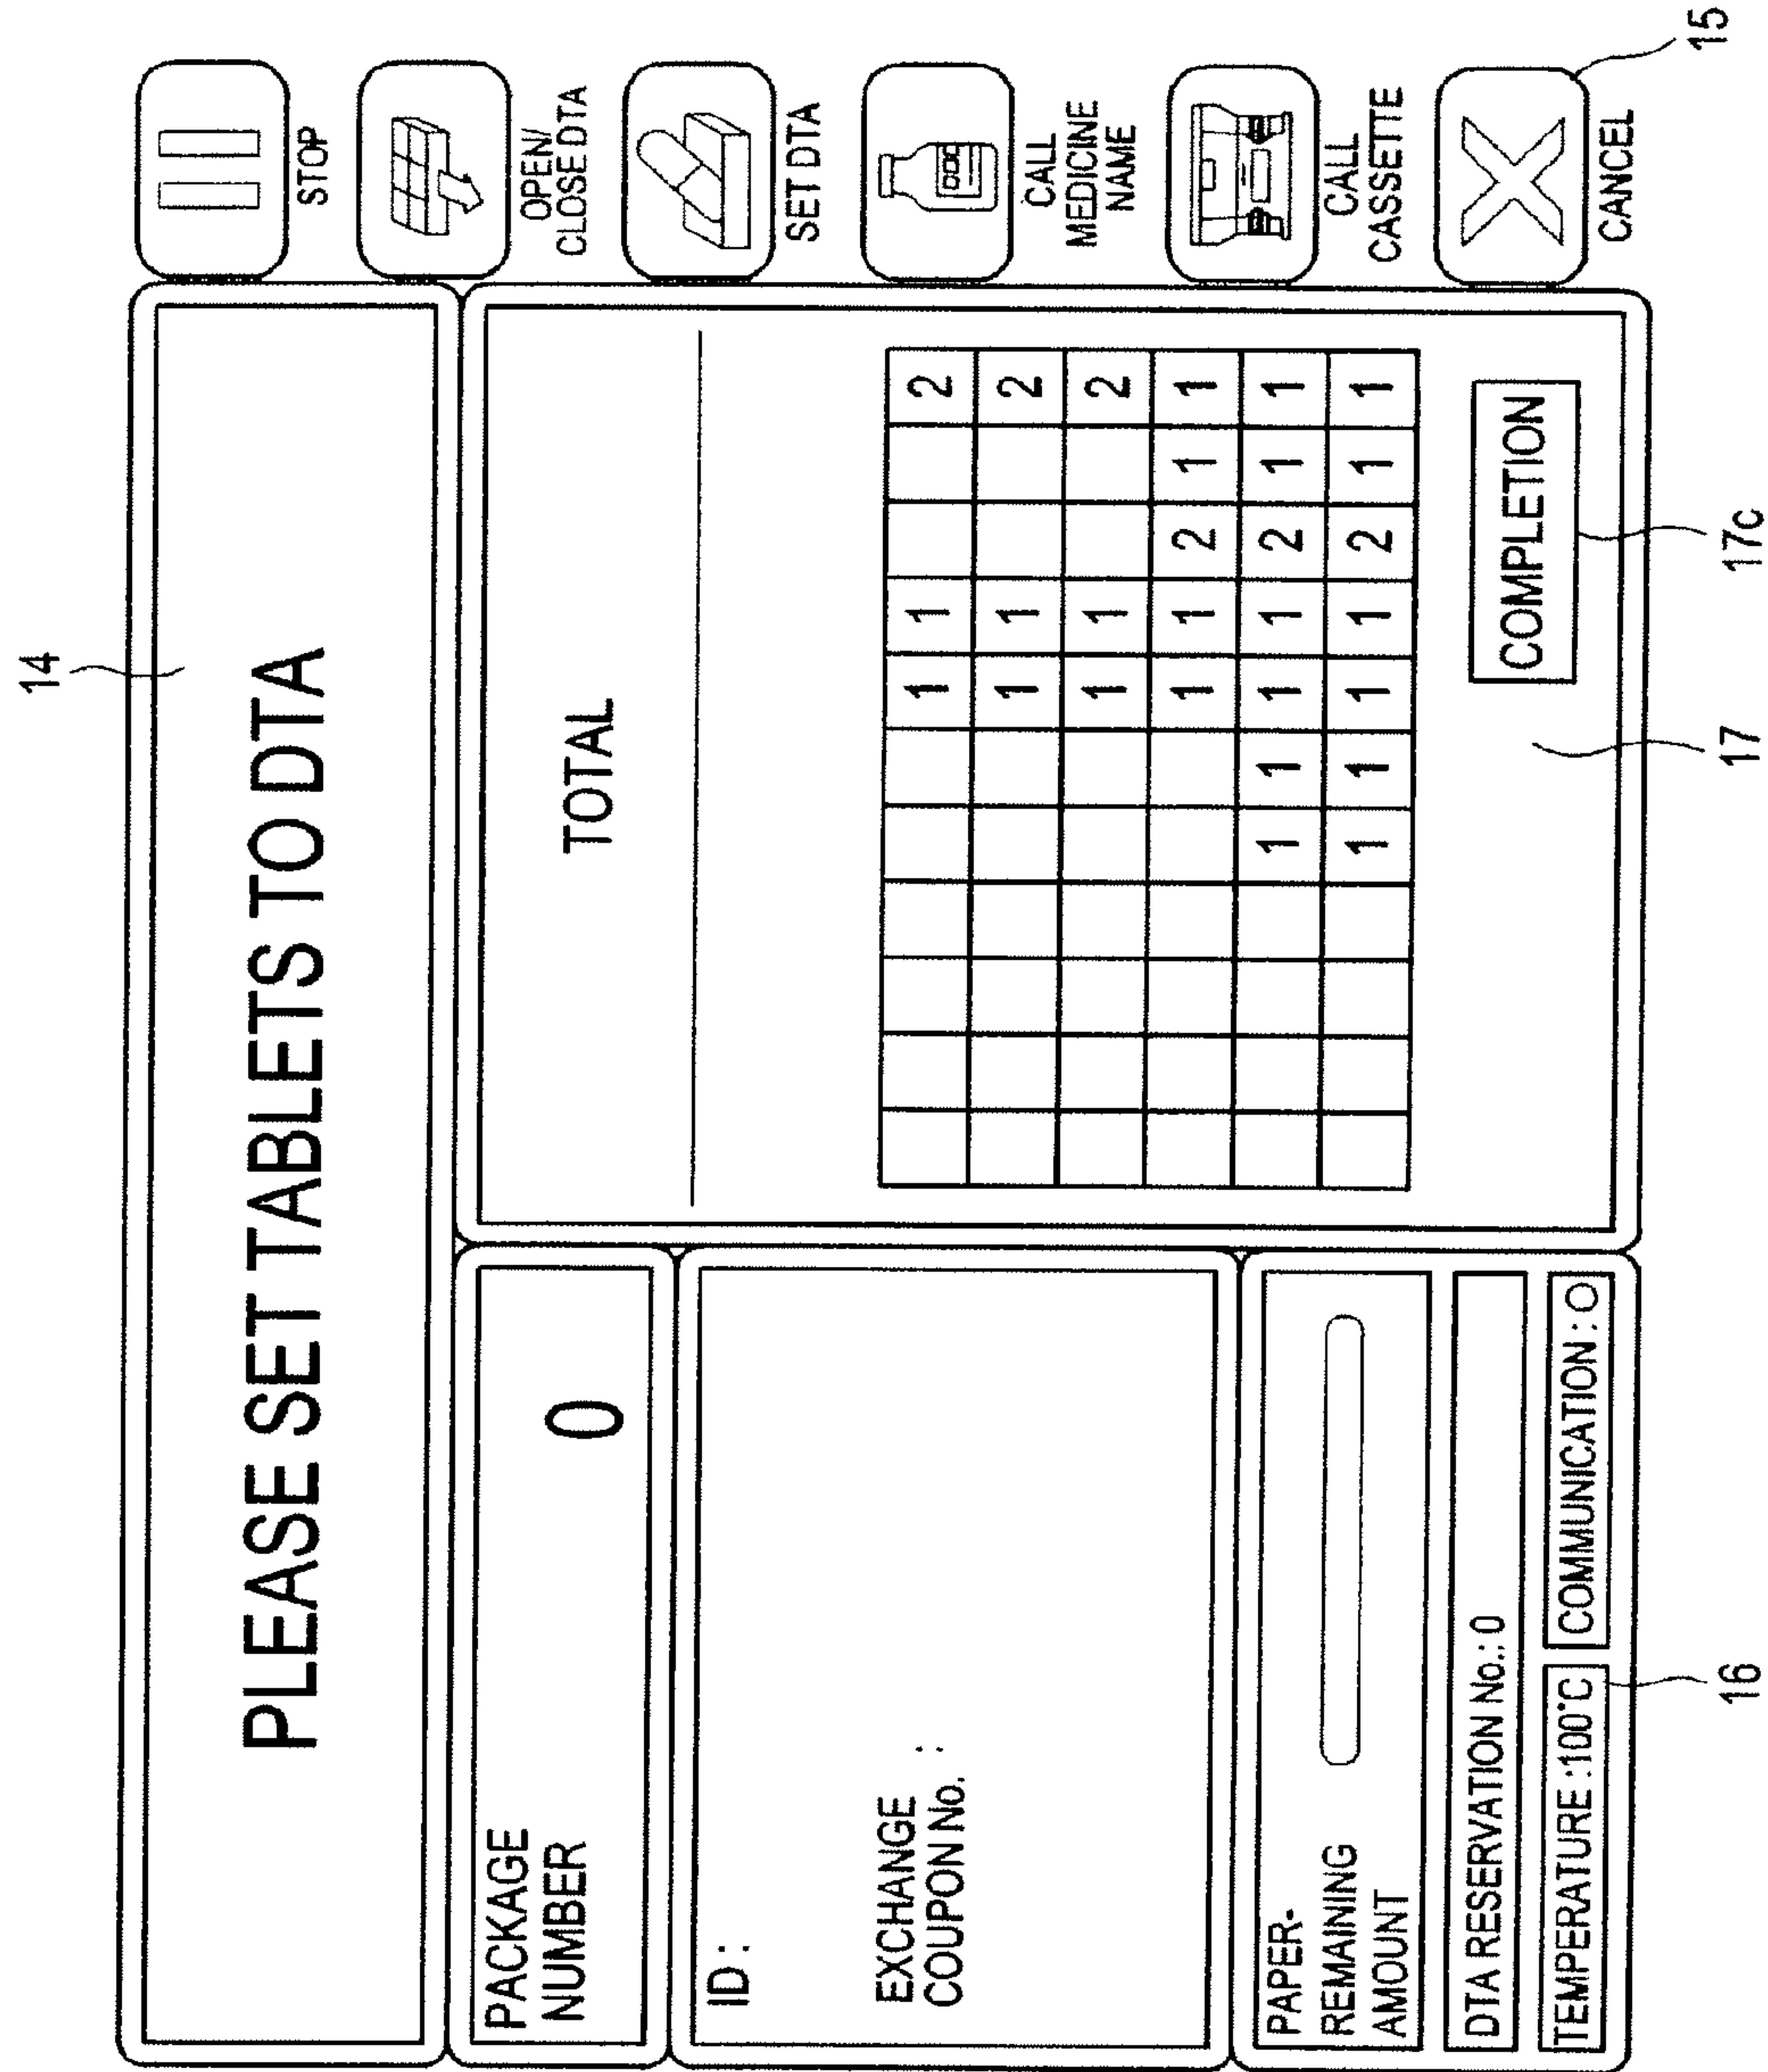 14
PLEASE SET TABLETS TO DTA
STOP
PACKAGE
NUMBER
0
ID :
EXCHANGE
COUPON No. :
PAPER-
REMAINING
AMOUNT
DTA RESERVATION No.: 0
TEMPERATURE :100°C
COMMUNICATION : O
TOTAL
1 1 2
1 1 2
1 1 2
1 1 2 1 1
1 1 1 1 2 1 1
1 1 1 1 2 1 1
COMPLETION
OPEN/
CLOSE DTA
SET DTA
CALL
MEDICINE
NAME
CALL
CASSETTE
CANCEL
15
16
17
17c